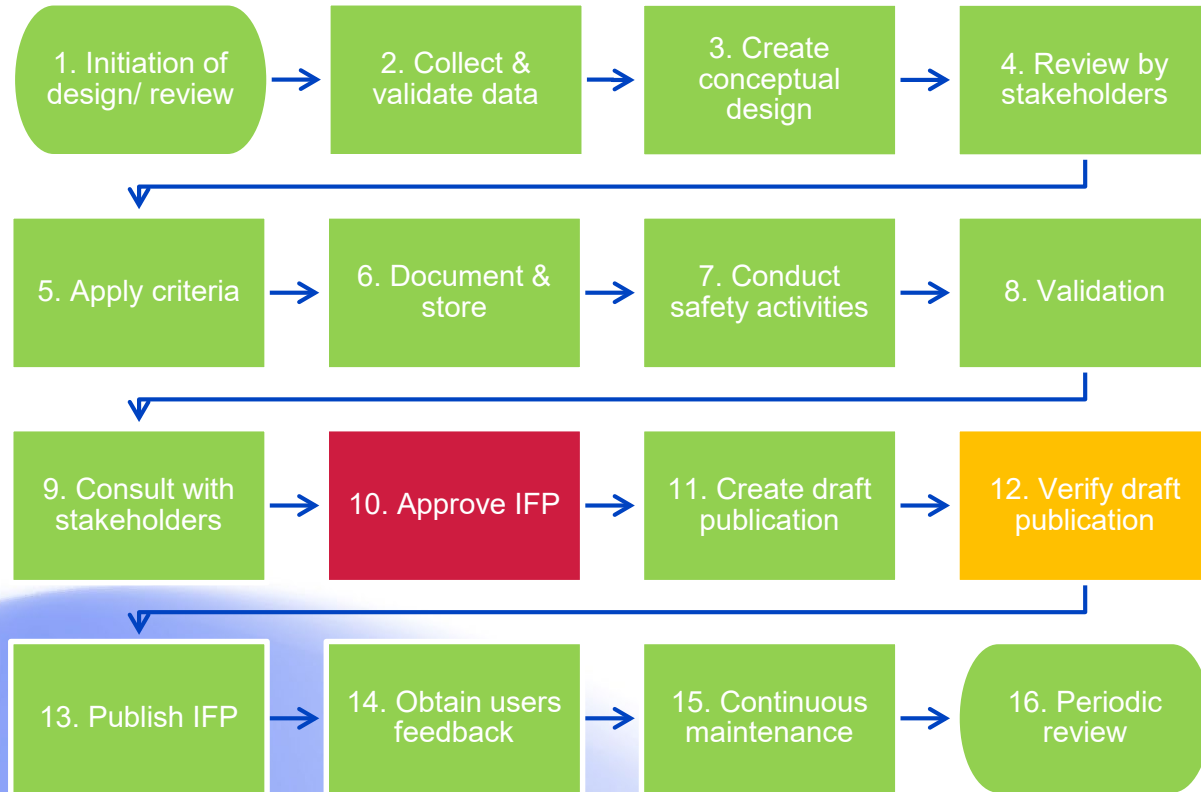 1. Initiation of
design/ review
2. Collect &
validate data
3. Create
conceptual
design
4. Review by
stakeholders
5. Apply criteria
6. Document &
store
7. Conduct
safety activities
8. Validation
9. Consult with
stakeholders
10. Approve IFP
11. Create draft
publication
12. Verify draft
publication
13. Publish IFP
14. Obtain users
feedback
15. Continuous
maintenance
16. Periodic
review